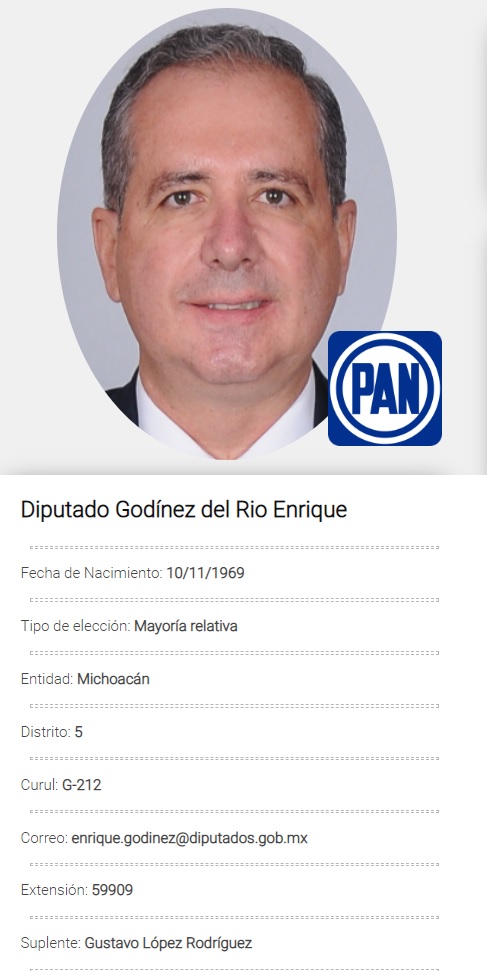 PAN
Diputado Godínez del Rio Enrique
Fecha de Nacimiento: 10/11/1969
Tipo de elección: Mayoría relativa
Entidad: Michoacán
Distrito: 5
Curul: G-212
Correo: enrique.godinez@diputados.gob.mx
Extensión: 59909
Suplente: Gustavo López Rodríguez